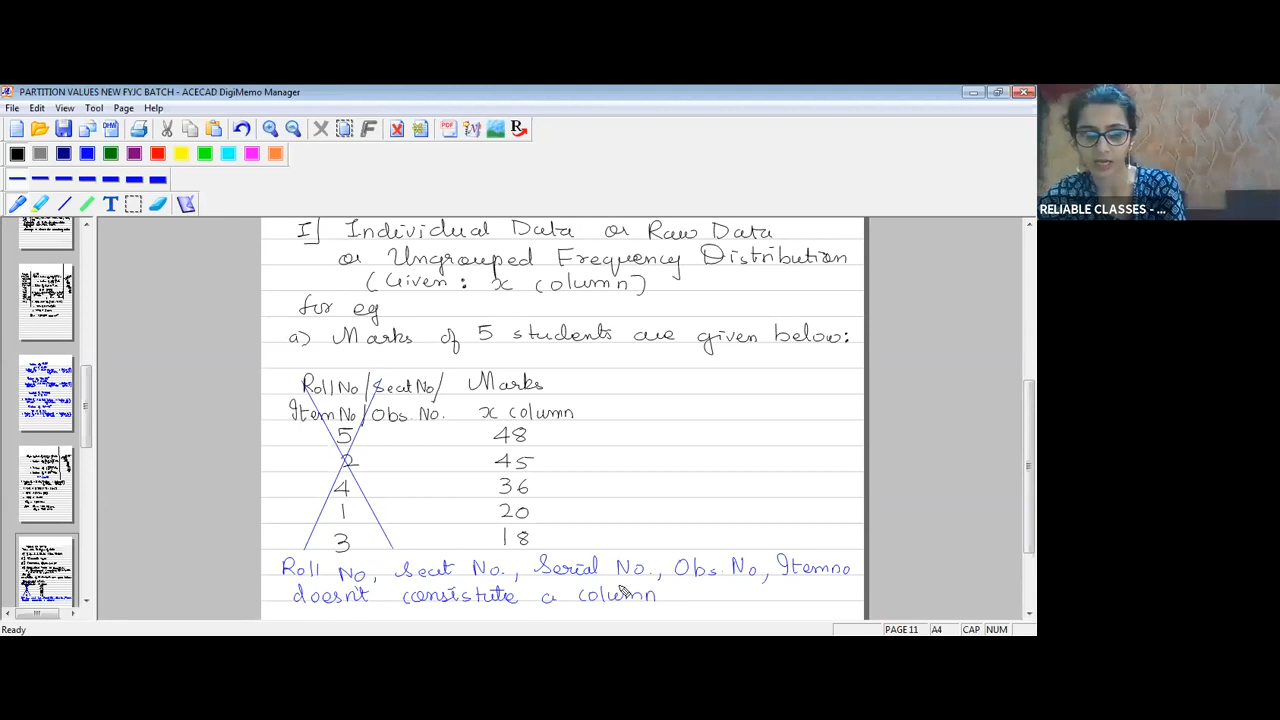 PARTITION VALUES NEW FYJC BATCH - ACECAD DigiMemo Manager
File Edit View Tool Page Help
I] Individual Data or Raw Data
or Ungrouped Frequency Distribution
(Given: x column)
for eg
a) Marks of 5 students are given below:
Roll No / Seat No/ Marks
Item No / Obs. No. x column
5 48
2 45
4 36
1 20
3 18
Roll No, Seat No., Serial No., Obs. No, Item no
doesn't constitute a column
Ready PAGE 11 A4 CAP NUM
RELIABLE CLASSES - ...